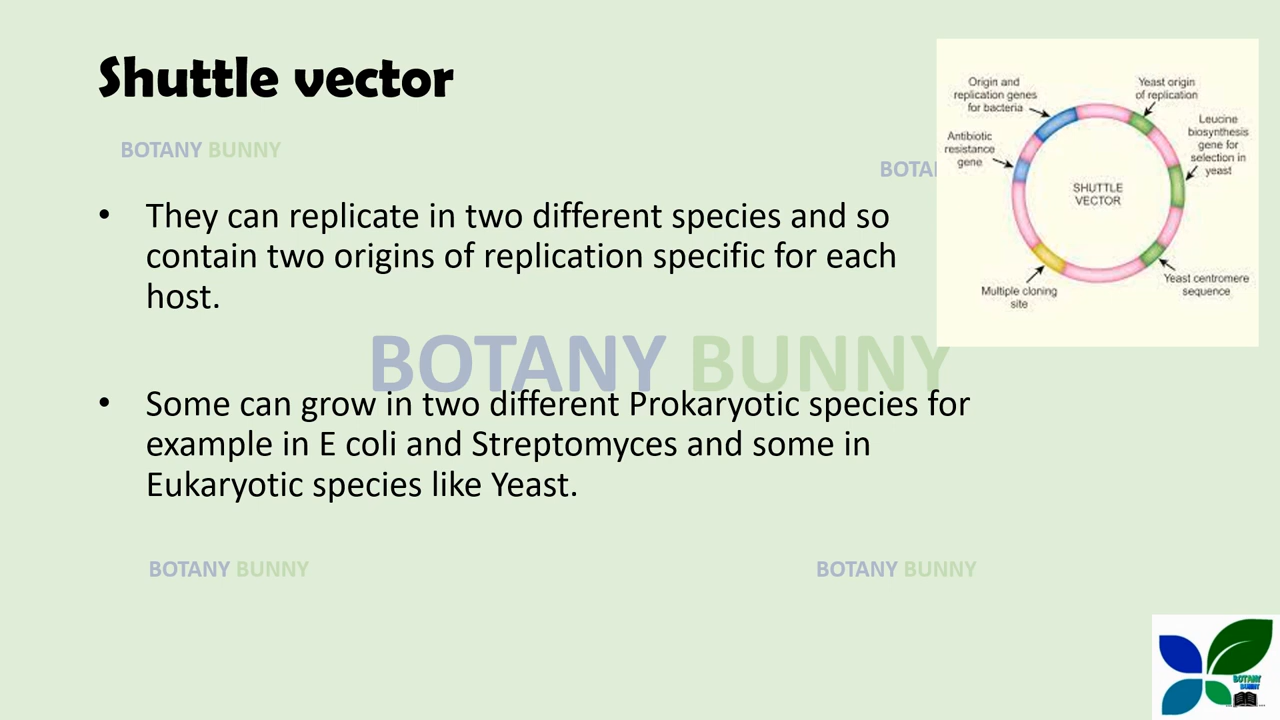 Shuttle vector
BOTANY BUNNY
BOTA
• They can replicate in two different species and so
contain two origins of replication specific for each
host.
BOTANY BUNNY
• Some can grow in two different Prokaryotic species for
example in E coli and Streptomyces and some in
Eukaryotic species like Yeast.
BOTANY BUNNY
BOTANY BUNNY
Origin and
replication genes
for bacteria
Yeast origin
of replication
Antibiotic
resistance
gene
Leucine
biosynthesis
gene for
selection in
yeast
SHUTTLE
VECTOR
Multiple cloning
site
Yeast centromere
sequence
BOTANY
BUNNY